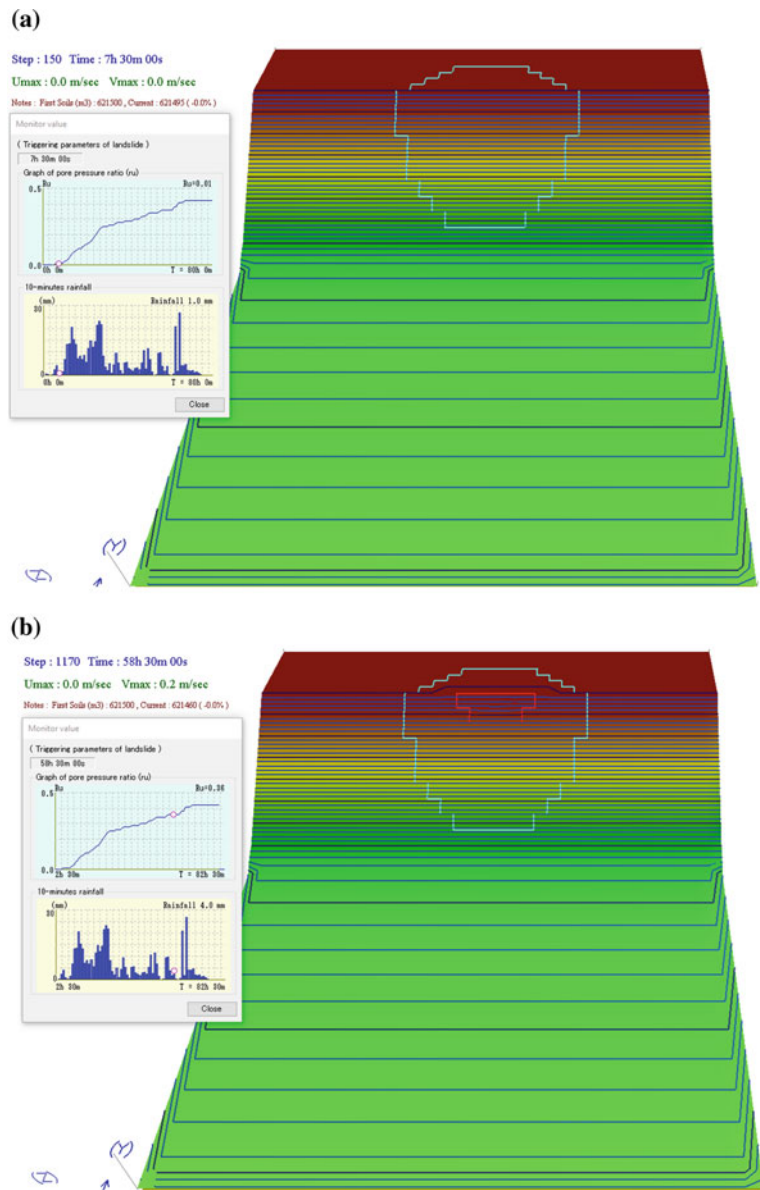 (a)
Step : 150 Time : 7h 30m 00s
Umax : 0.0 m/sec Vmax : 0.0 m/sec
Notes : First Soils (m3) : 621500 , Current : 621495 ( -0.0% )
Monitor value
( Triggering parameters of landslide )
7h 30m 00s
Graph of pore pressure ratio (ru)
Ru Ru=0.01
0.5
0.0
0h 0m T = 80h 0m
10-minutes rainfall
(mm) Rainfall 1.0 mm
30
0
0h 0m T = 80h 0m
Close
(Y)
(b)
Step : 1170 Time : 58h 30m 00s
Umax : 0.0 m/sec Vmax : 0.2 m/sec
Notes : First Soils (m3) : 621500 , Current : 621460 ( -0.0% )
Monitor value
( Triggering parameters of landslide )
58h 30m 00s
Graph of pore pressure ratio (ru)
Ru Ru=0.36
0.5
0.0
2h 30m T = 82h 30m
10-minutes rainfall
(mm) Rainfall 4.0 mm
30
0
2h 30m T = 82h 30m
Close
(Y)